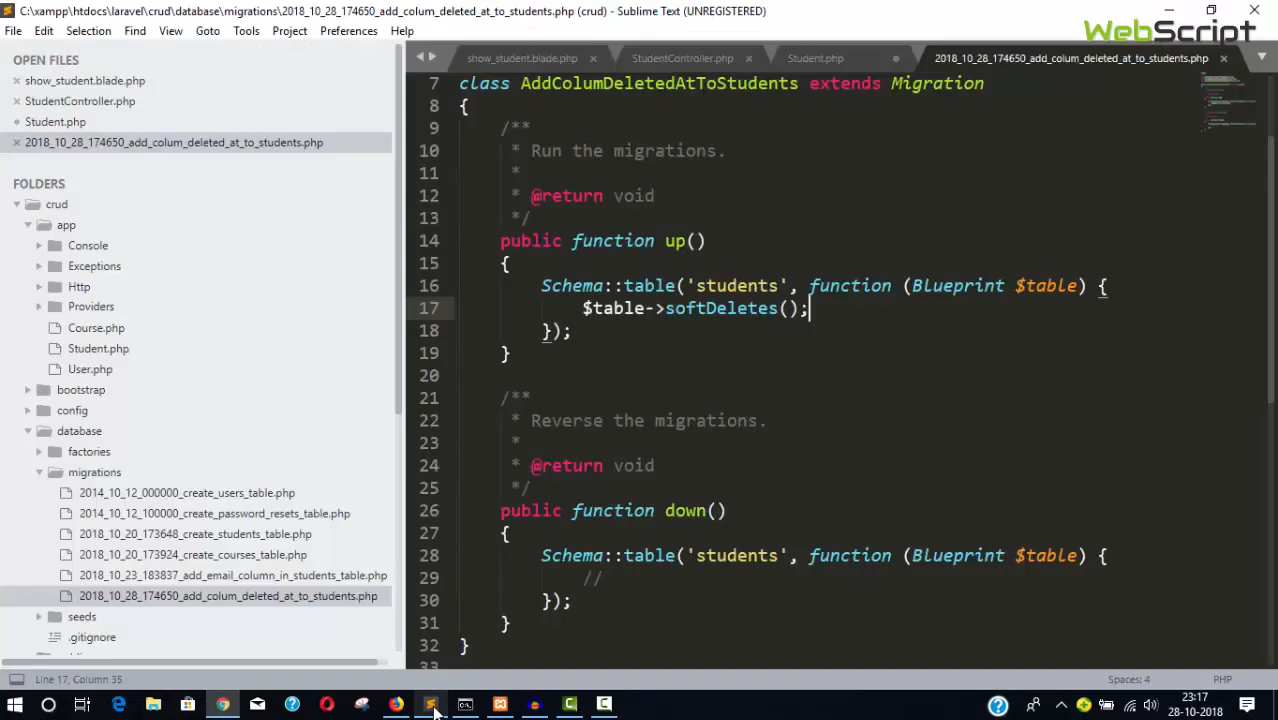 C:\xampp\htdocs\laravel\crud\database\migrations\2018_10_28_174650_add_colum_deleted_at_to_students.php (crud) - Sublime Text (UNREGISTERED)
WebScript
File Edit Selection Find View Goto Tools Project Preferences Help
OPEN FILES
show_student.blade.php
StudentController.php
Student.php
2018_10_28_174650_add_colum_deleted_at_to_students.php
FOLDERS
crud
app
Console
Exceptions
Http
Providers
Course.php
Student.php
User.php
bootstrap
config
database
factories
migrations
2014_10_12_000000_create_users_table.php
2014_10_12_100000_create_password_resets_table.php
2018_10_20_173648_create_students_table.php
2018_10_20_173924_create_courses_table.php
2018_10_23_183837_add_email_column_in_students_table.php
2018_10_28_174650_add_colum_deleted_at_to_students.php
seeds
.gitignore
show_student.blade.php StudentController.php Student.php 2018_10_28_174650_add_colum_deleted_at_to_students.php
7 class AddColumDeletedAtToStudents extends Migration
8 {
9 /**
10 * Run the migrations.
11 *
12 * @return void
13 */
14 public function up()
15 {
16 Schema::table('students', function (Blueprint $table) {
17 $table->softDeletes();
18 });
19 }
20
21 /**
22 * Reverse the migrations.
23 *
24 * @return void
25 */
26 public function down()
27 {
28 Schema::table('students', function (Blueprint $table) {
29 //
30 });
31 }
32 }
33
Line 17, Column 35 Spaces: 4 PHP
23:17
28-10-2018